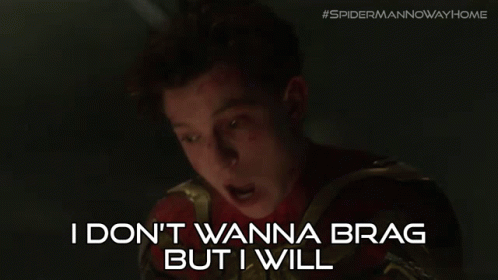 #SpiderManNoWayHome
I DON'T WANNA BRAG
BUT I WILL